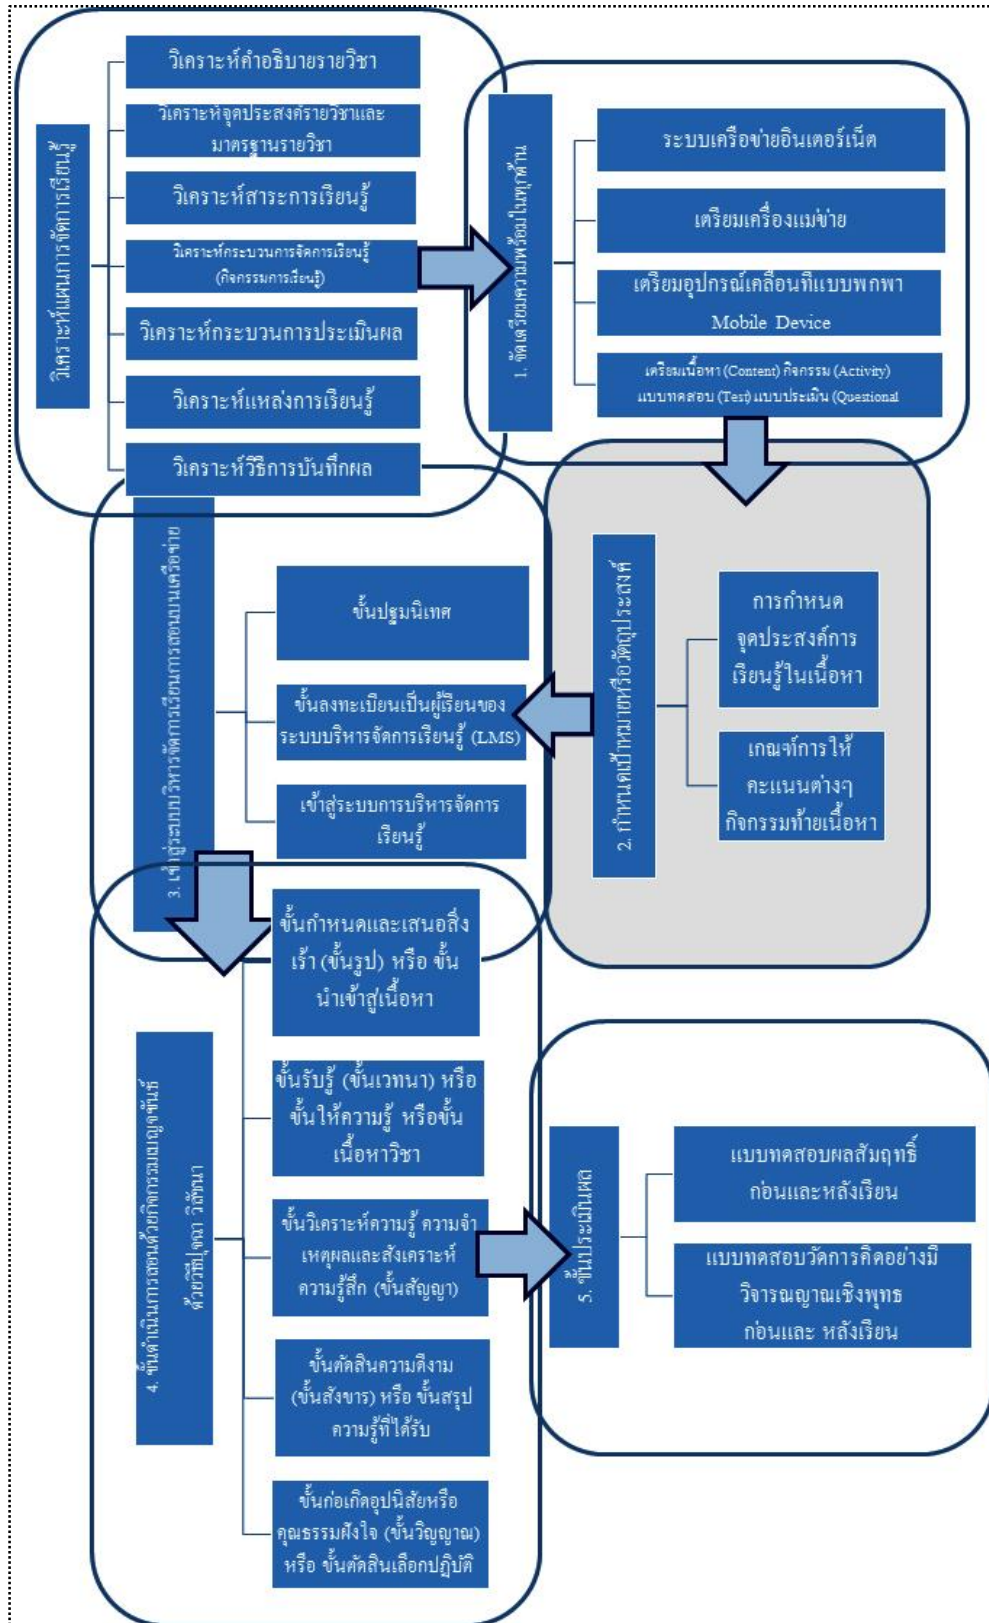 วิเคราะห์แผนการจัดการเรียนรู้
วิเคราะห์คำอธิบายรายวิชา
วิเคราะห์จุดประสงค์รายวิชาและ
มาตรฐานรายวิชา
วิเคราะห์สาระการเรียนรู้
วิเคราะห์กระบวนการจัดการเรียนรู้
(กิจกรรมการเรียนรู้)
วิเคราะห์กระบวนการประเมินผล
วิเคราะห์แหล่งการเรียนรู้
วิเคราะห์วิธีการบันทึกผล
1. จัดเตรียมความพร้อมในทุกด้าน
ระบบเครือข่ายอินเตอร์เน็ต
เตรียมเครื่องแม่ข่าย
เตรียมอุปกรณ์เคลื่อนที่แบบพกพา
Mobile Device
เตรียมเนื้อหา (Content) กิจกรรม (Activity)
แบบทดสอบ (Test) แบบประเมิน (Questional
2. กำหนดเป้าหมายหรือวัตถุประสงค์
การกำหนด
จุดประสงค์การ
เรียนรู้ในเนื้อหา
เกณฑ์การให้
คะแนนต่างๆ
กิจกรรมท้ายเนื้อหา
3. เข้าสู่ระบบบริหารจัดการเรียนการสอนบนเครือข่าย
ขั้นปฐมนิเทศ
ขั้นลงทะเบียนเป็นผู้เรียนของ
ระบบบริหารจัดการเรียนรู้ (LMS)
เข้าสู่ระบบการบริหารจัดการ
เรียนรู้
4. ขั้นดำเนินการสอนด้วยกิจกรรมเบญจขันธ์
ด้วยวิธีปุจฉา วิสัชนา
ขั้นกำหนดและเสนอสิ่ง
เร้า (ขั้นรูป) หรือ ขั้น
นำเข้าสู่เนื้อหา
ขั้นรับรู้ (ขั้นเวทนา) หรือ
ขั้นให้ความรู้ หรือขั้น
เนื้อหาวิชา
ขั้นวิเคราะห์ความรู้ ความจำ
เหตุผลและสังเคราะห์
ความรู้สึก (ขั้นสัญญา)
ขั้นตัดสินความดีงาม
(ขั้นสังขาร) หรือ ขั้นสรุป
ความรู้ที่ได้รับ
ขั้นก่อเกิดอุปนิสัยหรือ
คุณธรรมฝังใจ (ขั้นวิญญาณ)
หรือ ขั้นตัดสินเลือกปฏิบัติ
5. ขั้นประเมินผล
แบบทดสอบผลสัมฤทธิ์
ก่อนและหลังเรียน
แบบทดสอบวัดการคิดอย่างมี
วิจารณญาณเชิงพุทธ
ก่อนและ หลังเรียน